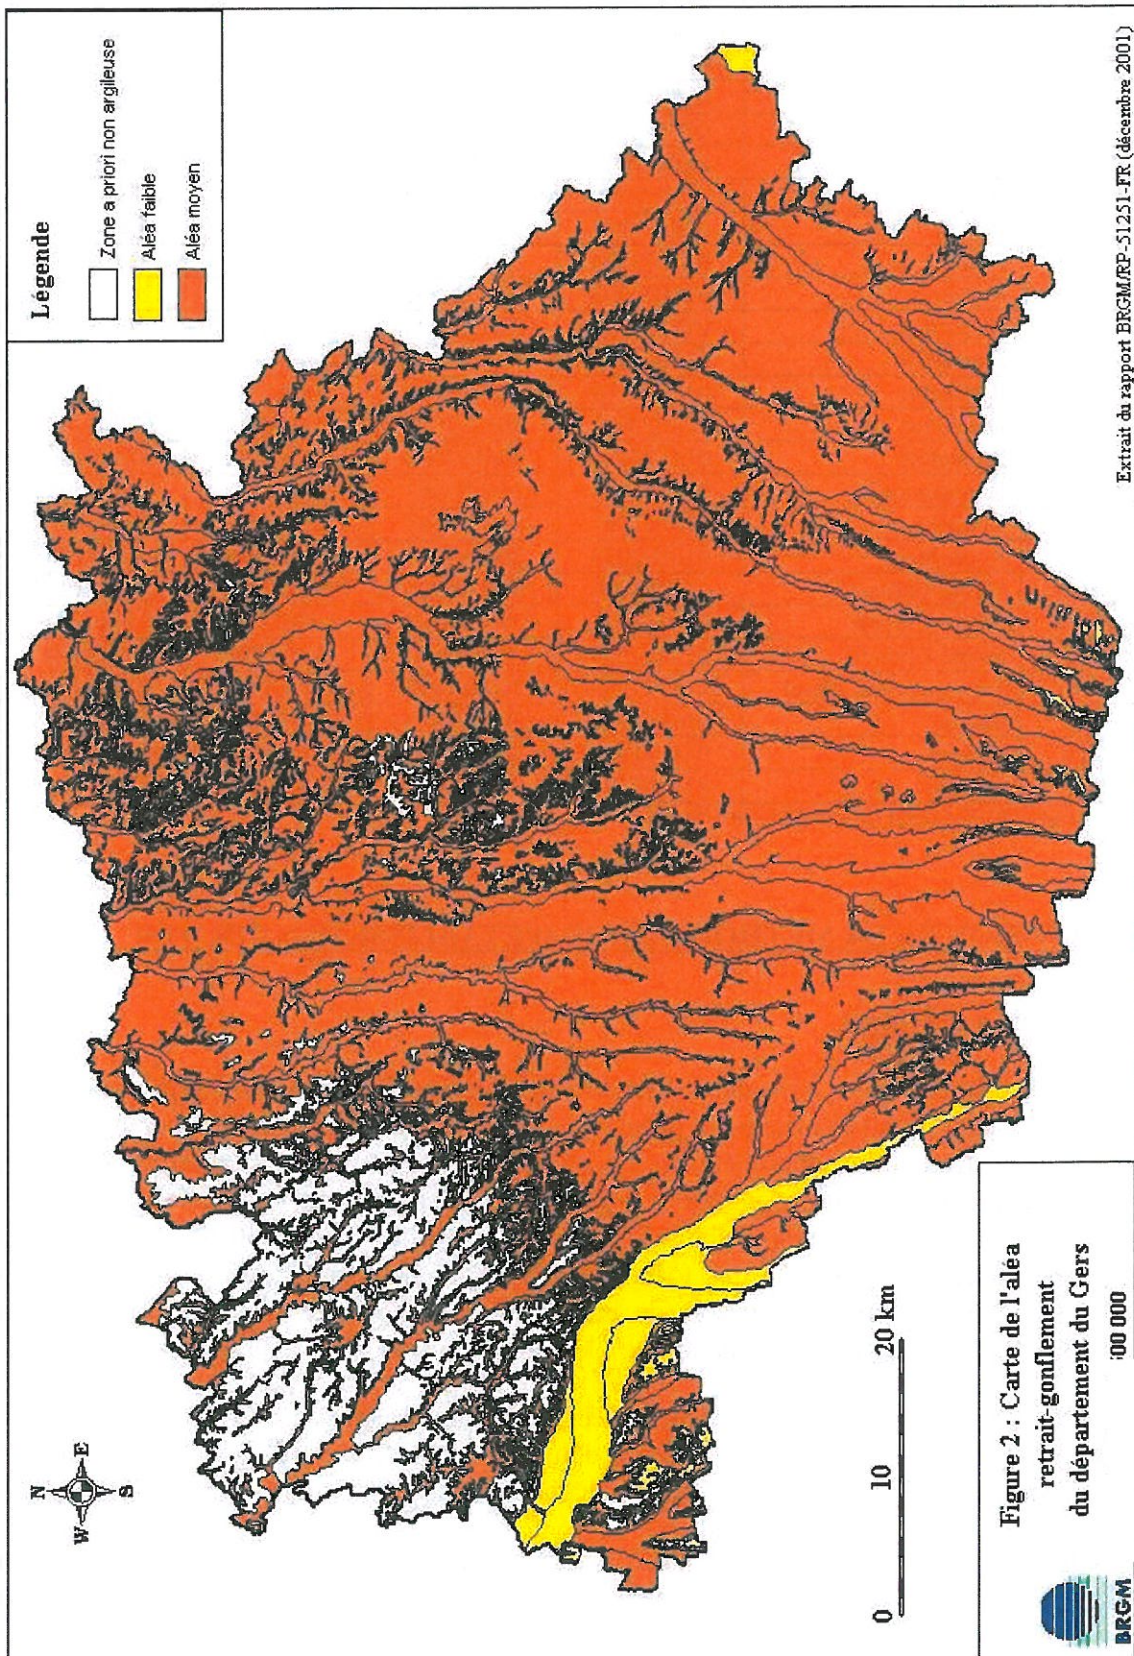 Légende
Zone a priori non argileuse
Aléa faible
Aléa moyen
N
W
E
S
0
10
20 km
Figure 2 : Carte de l'aléa
retrait-gonflement
du département du Gers
BRGM
Extrait du rapport BRGM/RP-51251-FR (décembre 2001)